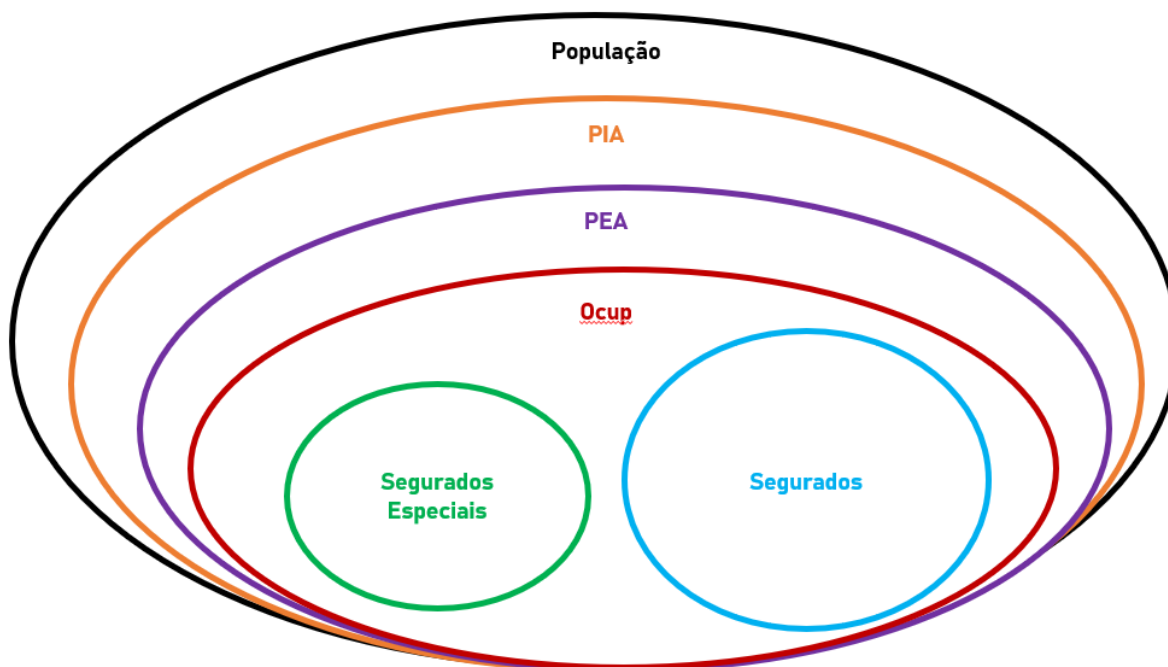 População
PIA
PEA
Ocup
Segurados
Especiais
Segurados